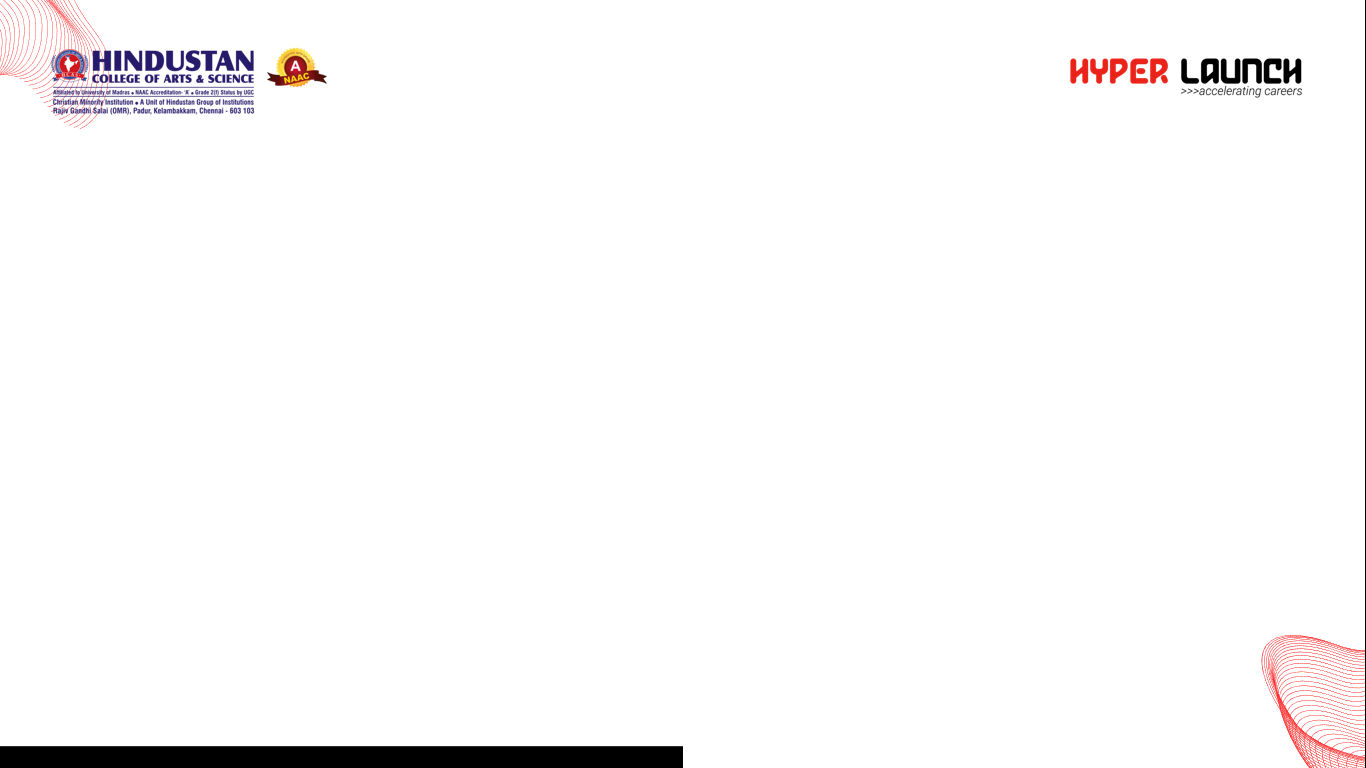 HINDUSTAN
COLLEGE OF ARTS & SCIENCE
Affiliated to University of Madras • NAAC Accreditation- 'A' • Grade 2(f) Status by UGC
Christian Minority Institution • A Unit of Hindustan Group of Institutions
Rajiv Gandhi Salai (OMR), Padur, Kelambakkam, Chennai - 603 103
A
NAAC
HYPER LAUNCH
>>>accelerating careers